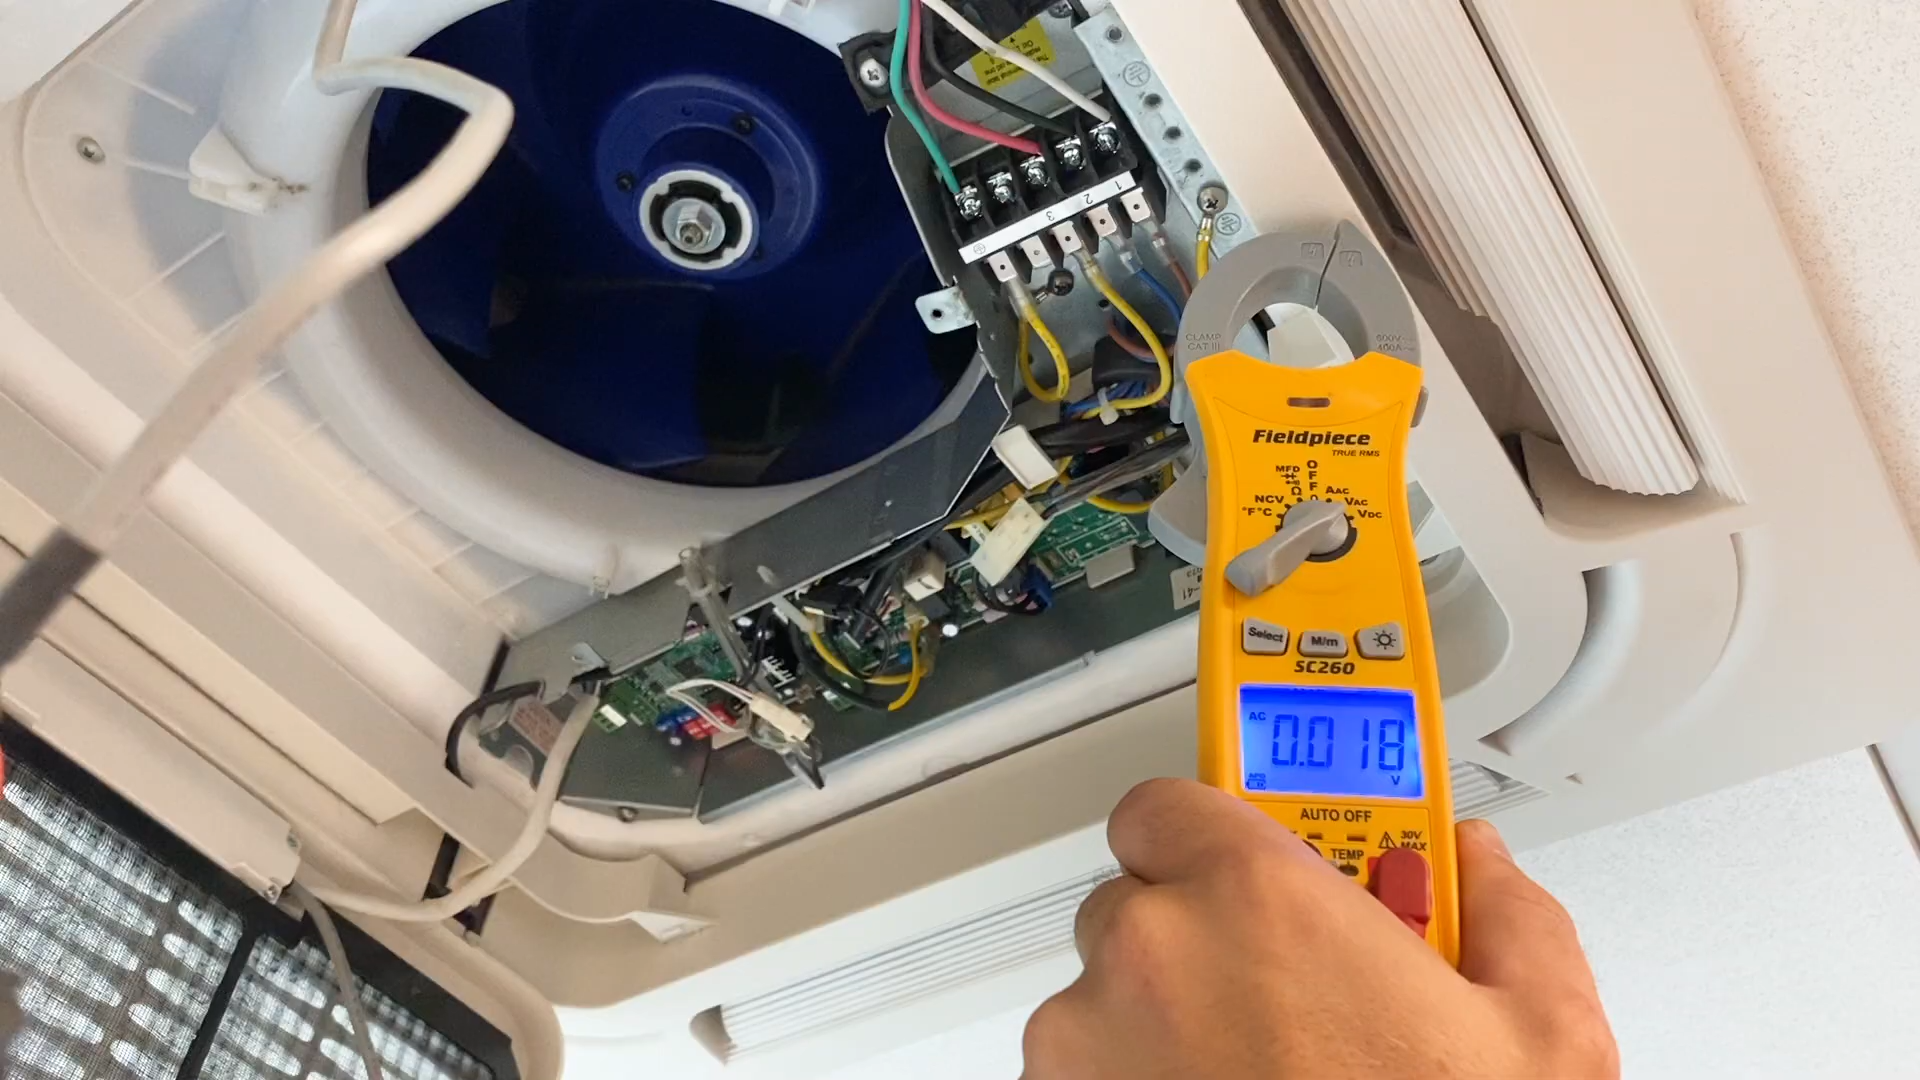 1
2
3
CLAMP
CAT III
600V~
400A~
Fieldpiece
TRUE RMS
MFD
OFF
Ω
AAC
NCV
VAC
°F°C
VDC
Select
M/m
SC260
AC
0.018
V
APO
AUTO OFF
30V
MAX
TEMP